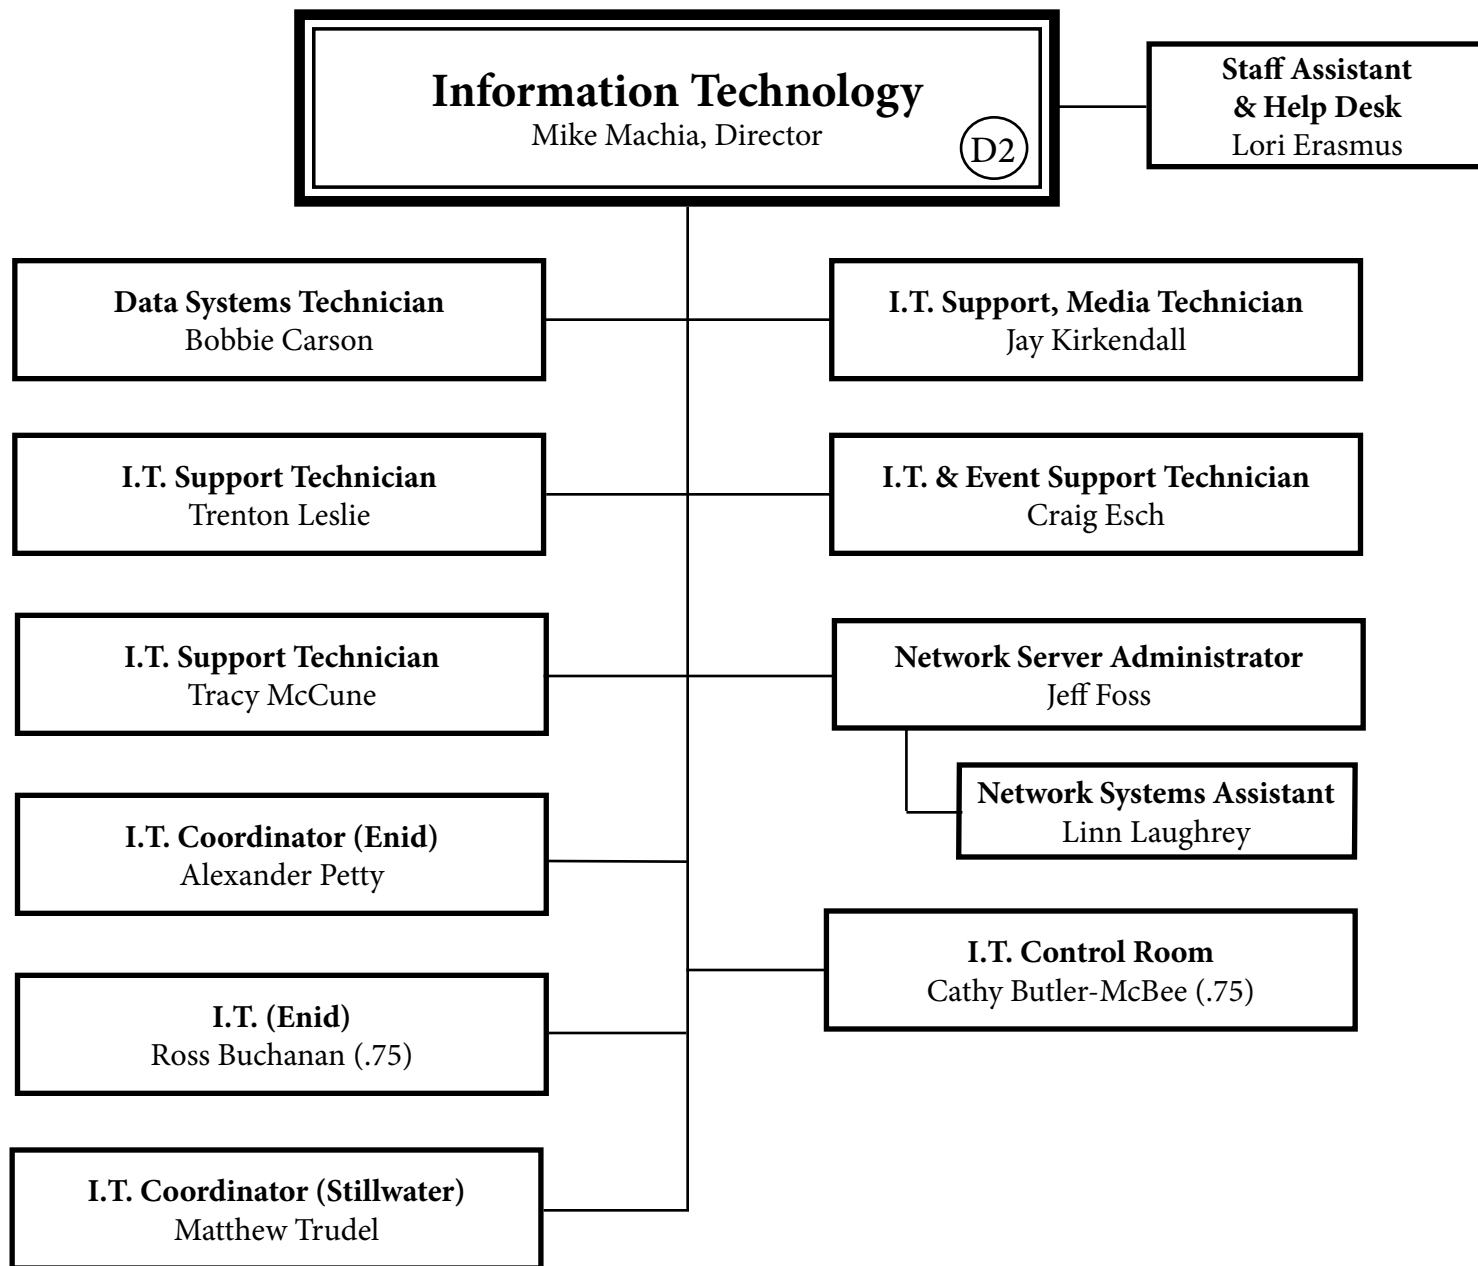 Information Technology
Mike Machia, Director
D2
Staff Assistant
& Help Desk
Lori Erasmus
Data Systems Technician
Bobbie Carson
I.T. Support, Media Technician
Jay Kirkendall
I.T. Support Technician
Trenton Leslie
I.T. & Event Support Technician
Craig Esch
I.T. Support Technician
Tracy McCune
Network Server Administrator
Jeff Foss
Network Systems Assistant
Linn Laughrey
I.T. Coordinator (Enid)
Alexander Petty
I.T. Control Room
Cathy Butler-McBee (.75)
I.T. (Enid)
Ross Buchanan (.75)
I.T. Coordinator (Stillwater)
Matthew Trudel